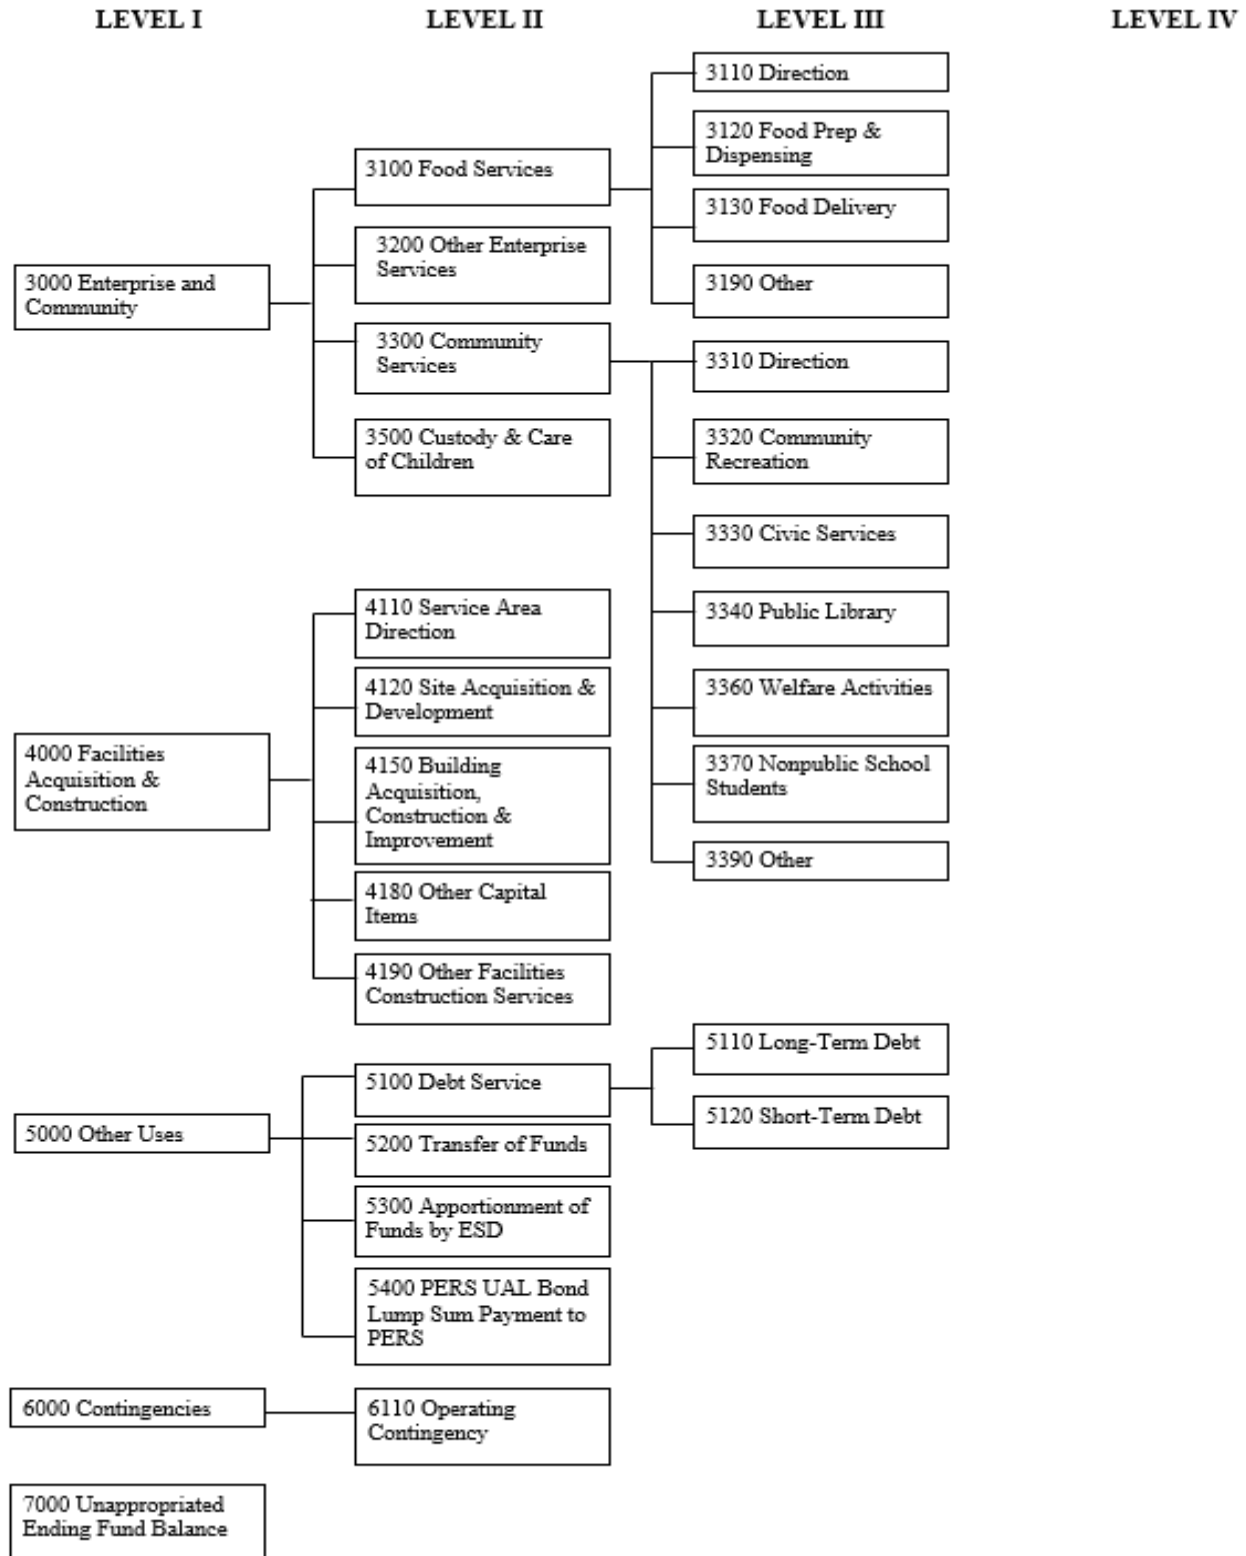 LEVEL I
LEVEL II
LEVEL III
LEVEL IV
3000 Enterprise and
Community
3100 Food Services
3110 Direction
3120 Food Prep &
Dispensing
3130 Food Delivery
3190 Other
3200 Other Enterprise
Services
3300 Community
Services
3310 Direction
3320 Community
Recreation
3330 Civic Services
3340 Public Library
3360 Welfare Activities
3370 Nonpublic School
Students
3390 Other
3500 Custody & Care
of Children
4000 Facilities
Acquisition &
Construction
4110 Service Area
Direction
4120 Site Acquisition &
Development
4150 Building
Acquisition,
Construction &
Improvement
4180 Other Capital
Items
4190 Other Facilities
Construction Services
5000 Other Uses
5100 Debt Service
5110 Long-Term Debt
5120 Short-Term Debt
5200 Transfer of Funds
5300 Apportionment of
Funds by ESD
5400 PERS UAL Bond
Lump Sum Payment to
PERS
6000 Contingencies
6110 Operating
Contingency
7000 Unappropriated
Ending Fund Balance